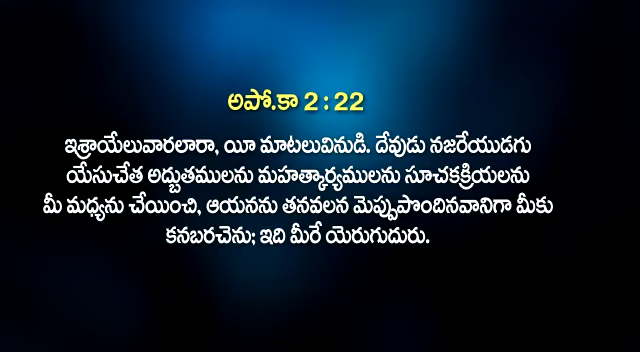 అపో.కా 2 : 22
ఇశ్రాయేలువారలారా, యీ మాటలువినుడి. దేవుడు నజరేయుడగు
యేసుచేత అద్భుతములను మహత్కార్యములను సూచకక్రియలను
మీ మధ్యను చేయించి, ఆయనను తనవలన మెప్పుపొందినవానిగా మీకు
కనబరచెను; ఇది మీరే యెరుగుదురు.